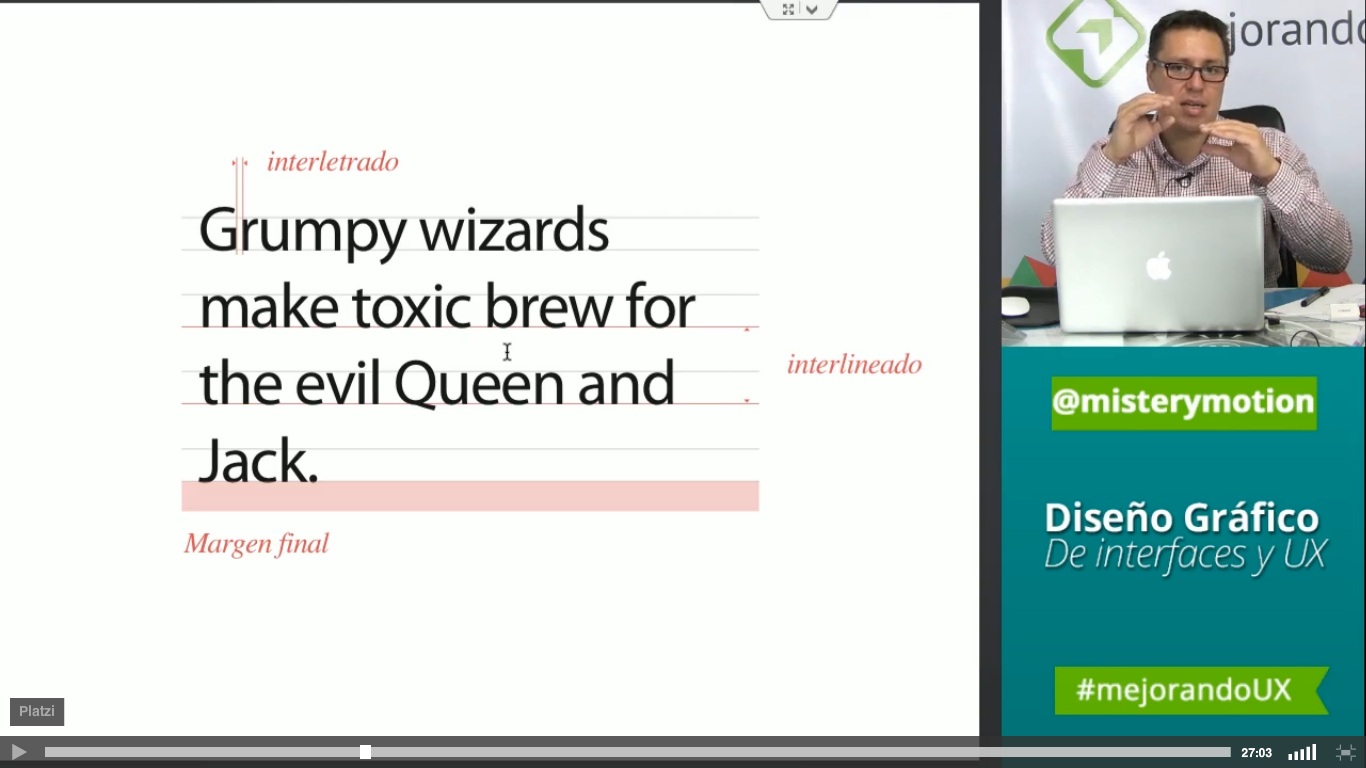 interletrado
Grumpy wizards
make toxic brew for
the evil Queen and
Jack.
interlineado
Margen final
jorando
@misterymotion
Diseño Gráfico
De interfaces y UX
#mejorandoUX
Platzi
27:03